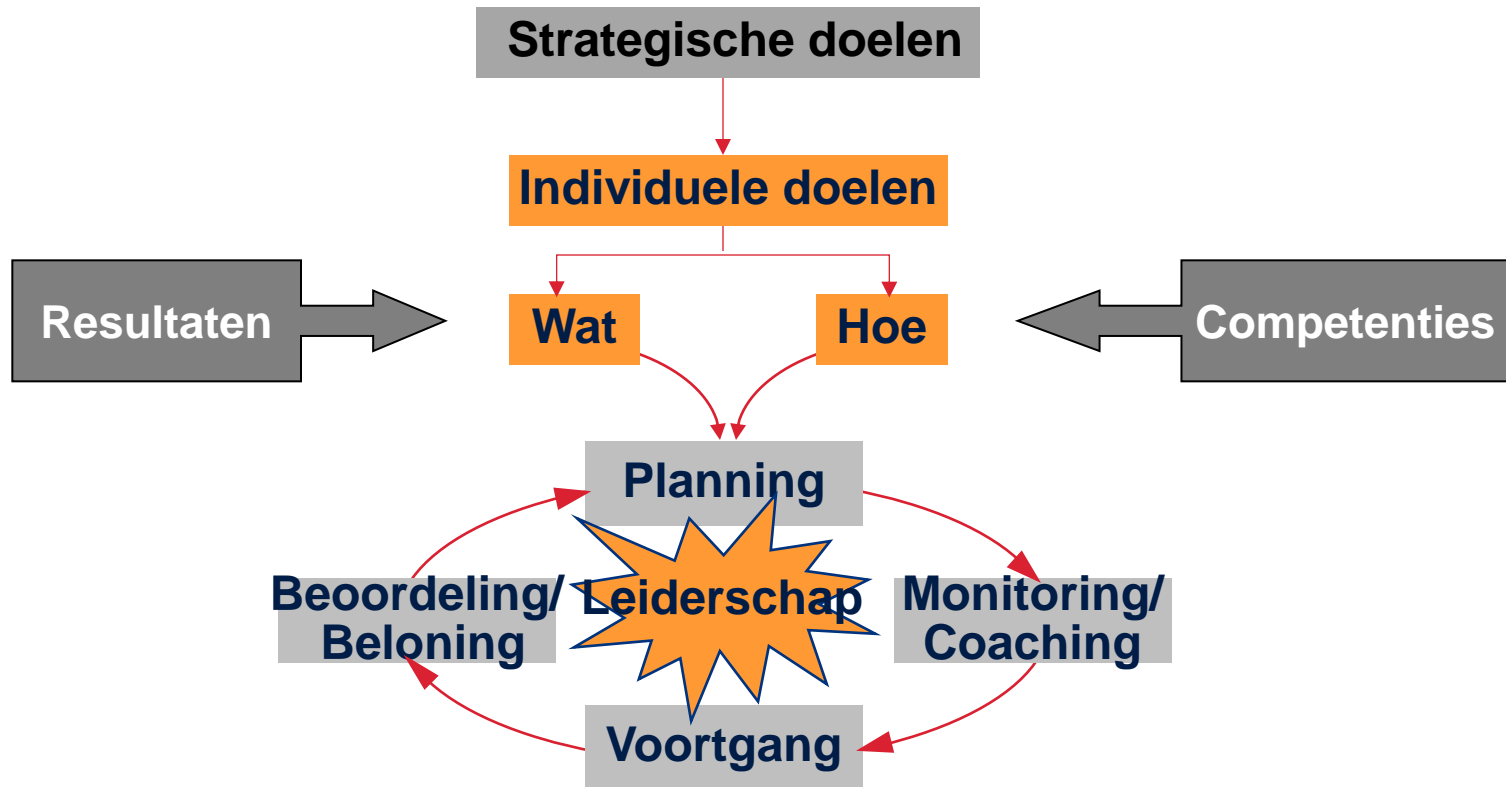 Strategische doelen
Individuele doelen
Resultaten
Wat
Hoe
Competenties
Planning
Beoordeling/
Beloning
Leiderschap
Monitoring/
Coaching
Voortgang